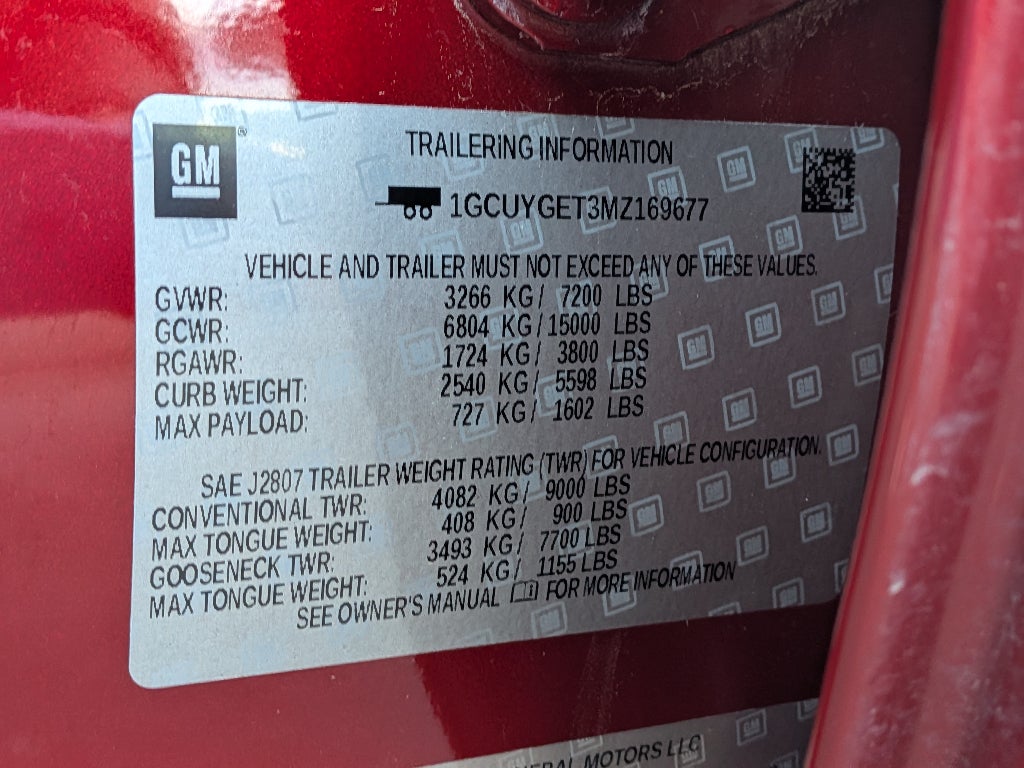 GM ®
TRAILERING INFORMATION
1GCUYGET3MZ169677
VEHICLE AND TRAILER MUST NOT EXCEED ANY OF THESE VALUES.
GVWR: 3266 KG / 7200 LBS
GCWR: 6804 KG / 15000 LBS
RGAWR: 1724 KG / 3800 LBS
CURB WEIGHT: 2540 KG / 5598 LBS
MAX PAYLOAD: 727 KG / 1602 LBS
SAE J2807 TRAILER WEIGHT RATING (TWR) FOR VEHICLE CONFIGURATION.
CONVENTIONAL TWR: 4082 KG / 9000 LBS
MAX TONGUE WEIGHT: 408 KG / 900 LBS
GOOSENECK TWR: 3493 KG / 7700 LBS
MAX TONGUE WEIGHT: 524 KG / 1155 LBS
SEE OWNER'S MANUAL FOR MORE INFORMATION
MOTORS LLC